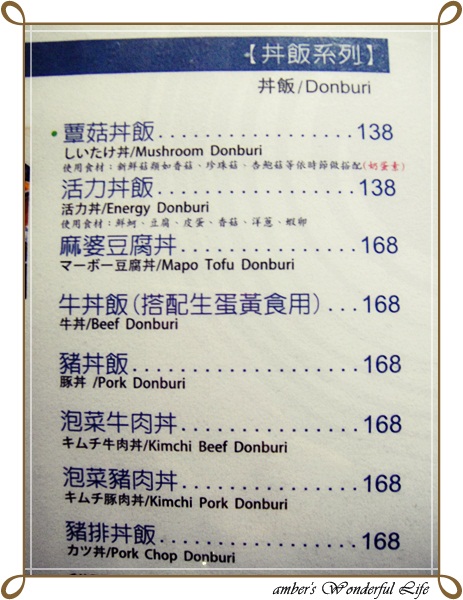 【丼飯系列】
丼飯/Donburi
蕈菇丼飯....................138
しいたけ丼/Mushroom Donburi
使用食材：新鮮菇類如香菇、珍珠菇、杏鮑菇等依時節做搭配(奶蛋素)
活力丼飯....................138
活力丼/Energy Donburi
使用食材：鮮蚵、豆腐、皮蛋、香菇、洋蔥、蝦卵
麻婆豆腐丼..................168
マーボー豆腐丼/Mapo Tofu Donburi
牛丼飯(搭配生蛋黃食用)...168
牛丼/Beef Donburi
豬丼飯......................168
豚丼 /Pork Donburi
泡菜牛肉丼..................168
キムチ牛肉丼/Kimchi Beef Donburi
泡菜豬肉丼..................168
キムチ豚肉丼/Kimchi Pork Donburi
豬排丼飯....................168
カツ丼/Pork Chop Donburi
amber's Wonderful Life